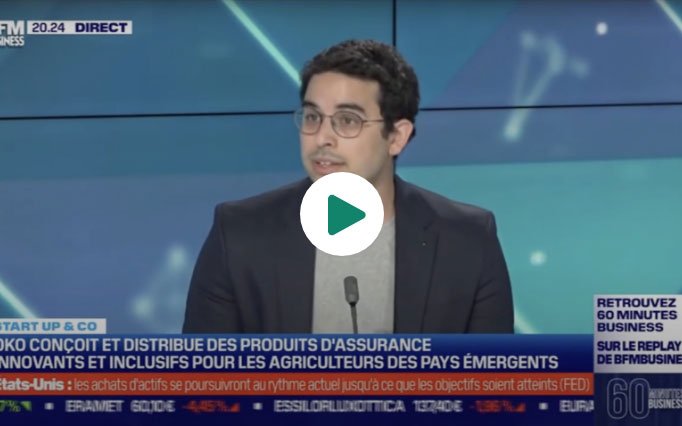 BFM
BUSINESS
20.24 DIRECT
START UP & CO
OKO CONÇOIT ET DISTRIBUE DES PRODUITS D'ASSURANCE
INNOVANTS ET INCLUSIFS POUR LES AGRICULTEURS DES PAYS ÉMERGENTS
États-Unis : les achats d'actifs se poursuivront au rythme actuel jusqu'à ce que les objectifs soient atteints (FED)
ERAMET 60,10€ -4,45% ESSILORLUXOTTICA 137,40€ -1,96% EURA
RETROUVEZ
60 MINUTES
BUSINESS
SUR LE REPLAY
DE BFMBUSINE
60 MINUTES
BUSINESS